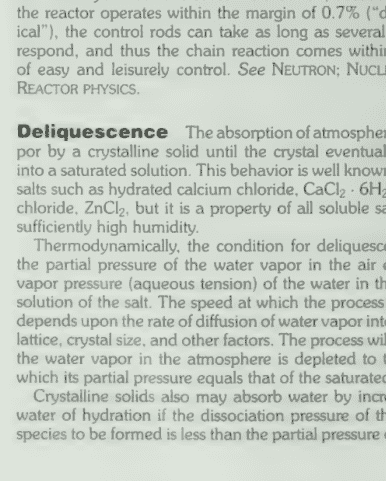 the reactor operates within the margin of 0.7% ("d
ical"), the control rods can take as long as several
respond, and thus the chain reaction comes withi
of easy and leisurely control. See NEUTRON; NUCL
REACTOR PHYSICS.
Deliquescence The absorption of atmospher
por by a crystalline solid until the crystal eventual
into a saturated solution. This behavior is well known
salts such as hydrated calcium chloride, CaCl₂ · 6H₂
chloride, ZnCl₂, but it is a property of all soluble sa
sufficiently high humidity.
Thermodynamically, the condition for deliquesce
the partial pressure of the water vapor in the air e
vapor pressure (aqueous tension) of the water in th
solution of the salt. The speed at which the process
depends upon the rate of diffusion of water vapor into
lattice, crystal size, and other factors. The process wil
the water vapor in the atmosphere is depleted to t
which its partial pressure equals that of the saturated
Crystalline solids also may absorb water by incre
water of hydration if the dissociation pressure of th
species to be formed is less than the partial pressure